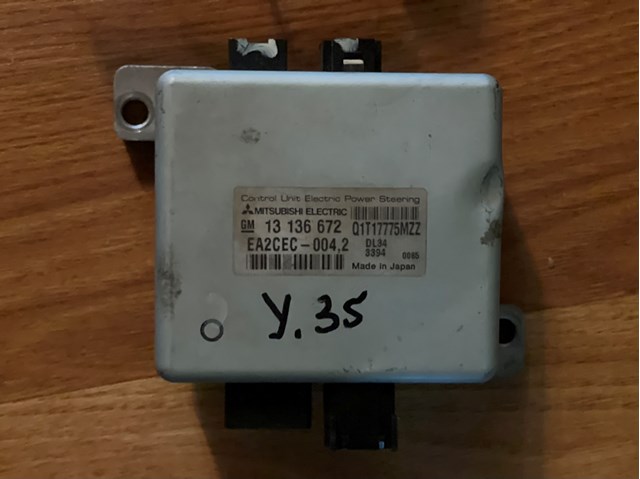 Control Unit-Electric Power Steering
MITSUBISHI ELECTRIC
GM 13 136 672 Q1T17775MZZ
EA2CEC-004,2 DL34
3394 0085
Made in Japan
У.35